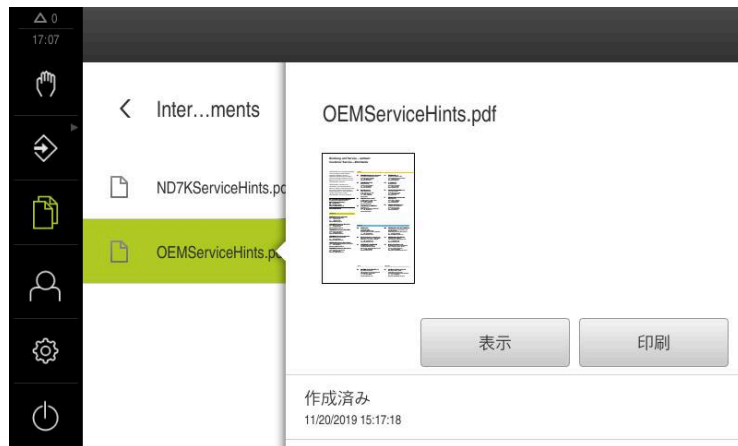 0
17:07
Inter...ments
ND7KServiceHints.pd
OEMServiceHints.pd
OEMServiceHints.pdf
表示
印刷
作成済み
11/20/2019 15:17:18